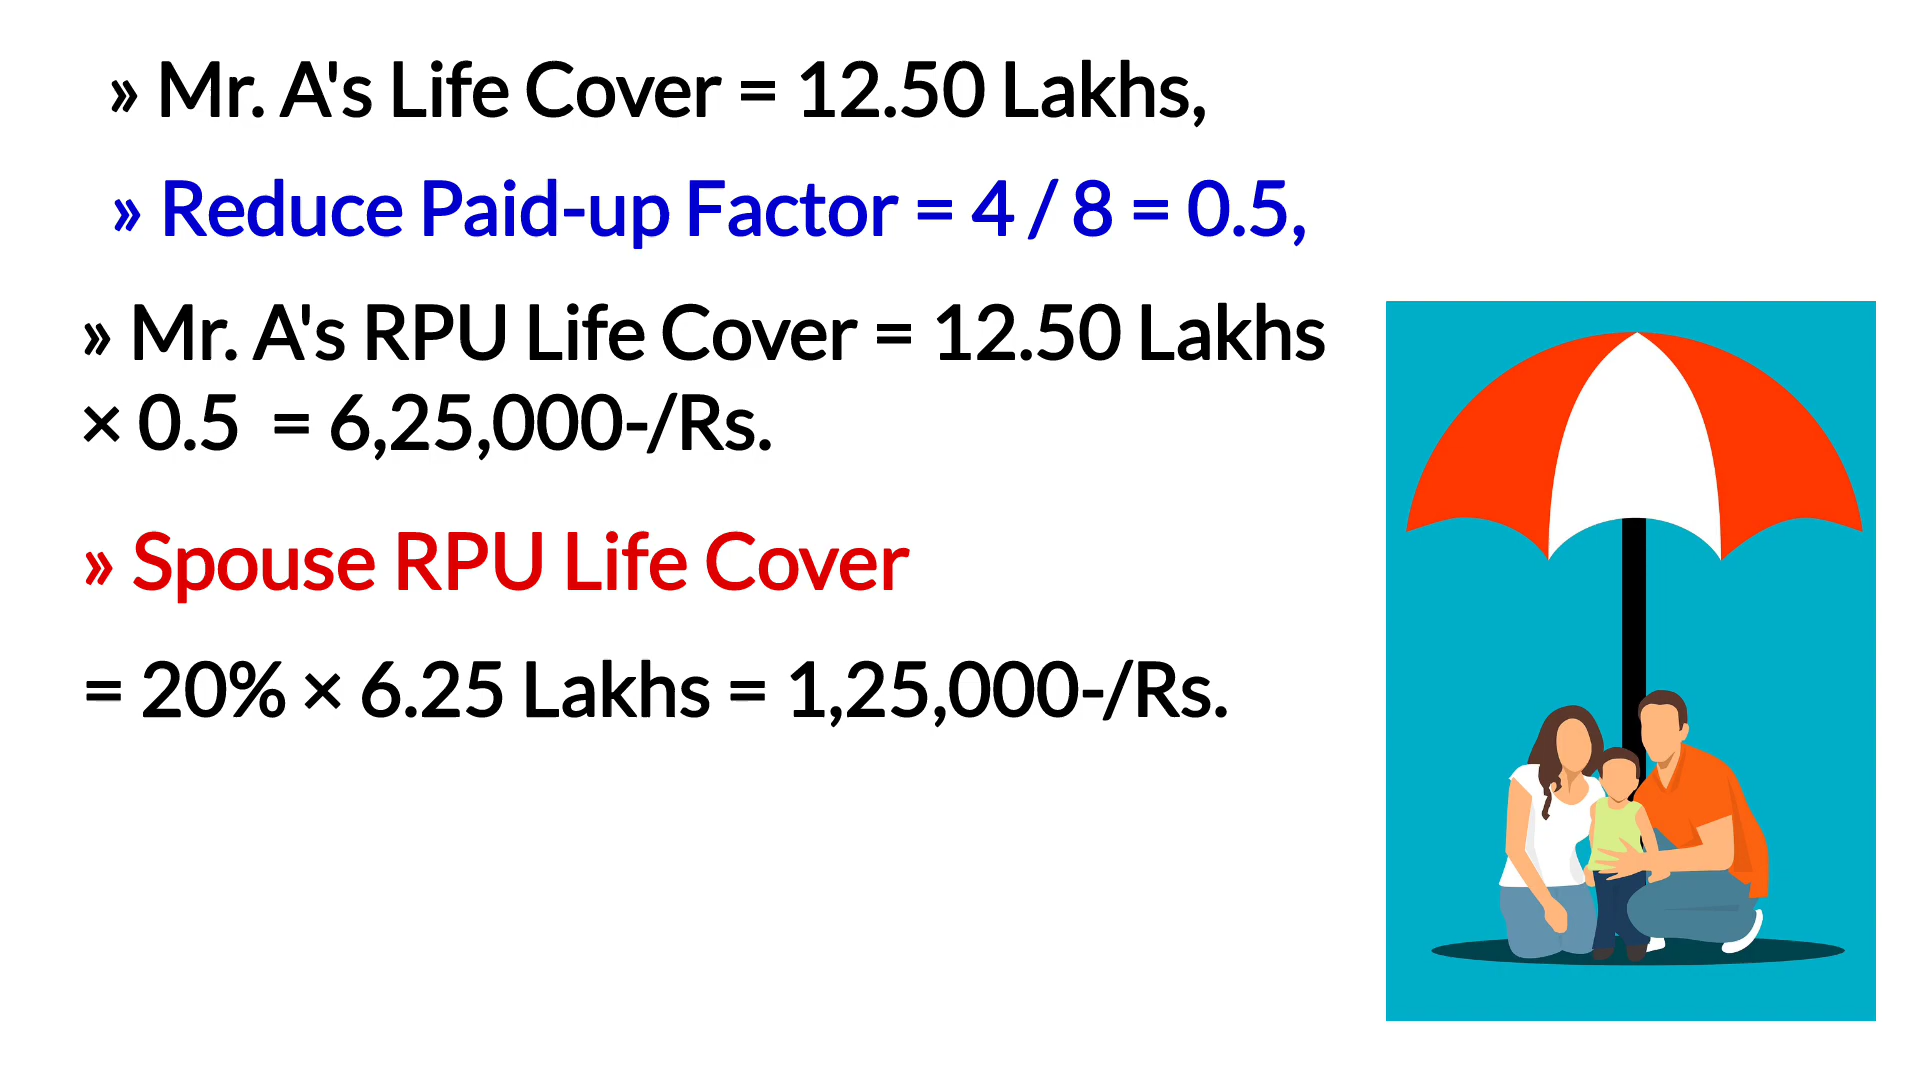 » Mr. A's Life Cover = 12.50 Lakhs,
» Reduce Paid-up Factor = 4 / 8 = 0.5,
» Mr. A's RPU Life Cover = 12.50 Lakhs
× 0.5 = 6,25,000-/Rs.
» Spouse RPU Life Cover
= 20% × 6.25 Lakhs = 1,25,000-/Rs.